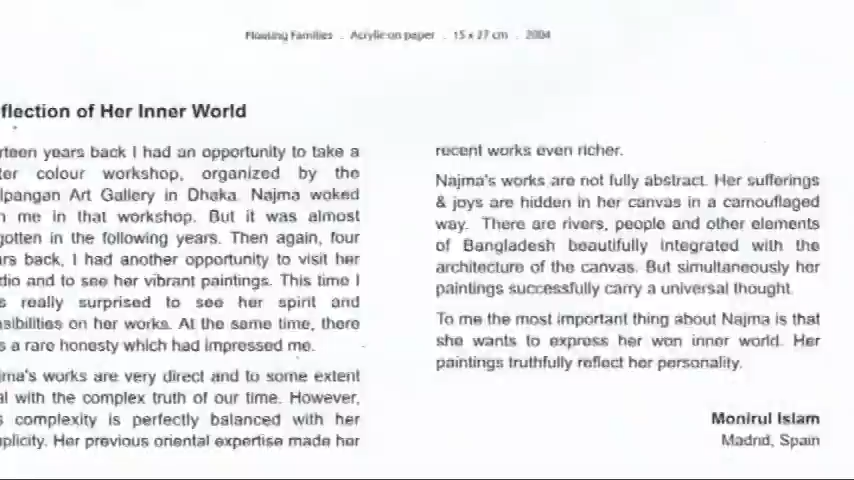 Floating Families . Acrylic on paper . 15 x 27 cm . 2004
flection of Her Inner World
rteen years back I had an opportunity to take a
ter colour workshop, organized by the
lpangan Art Gallery in Dhaka. Najma woked
n me in that workshop. But it was almost
gotten in the following years. Then again, four
ars back, I had another opportunity to visit her
dio and to see her vibrant paintings. This time I
s really surprised to see her spirit and
nsibilities on her works. At the same time, there
s a rare honesty which had impressed me.
jma's works are very direct and to some extent
al with the complex truth of our time. However,
s complexity is perfectly balanced with her
plicity. Her previous oriental expertise made her
recent works even richer.
Najma's works are not fully abstract. Her sufferings
& joys are hidden in her canvas in a camouflaged
way. There are rivers, people and other elements
of Bangladesh beautifully integrated with the
architecture of the canvas. But simultaneously her
paintings successfully carry a universal thought.
To me the most important thing about Najma is that
she wants to express her won inner world. Her
paintings truthfully reflect her personality.
Monirul Islam
Madrid, Spain